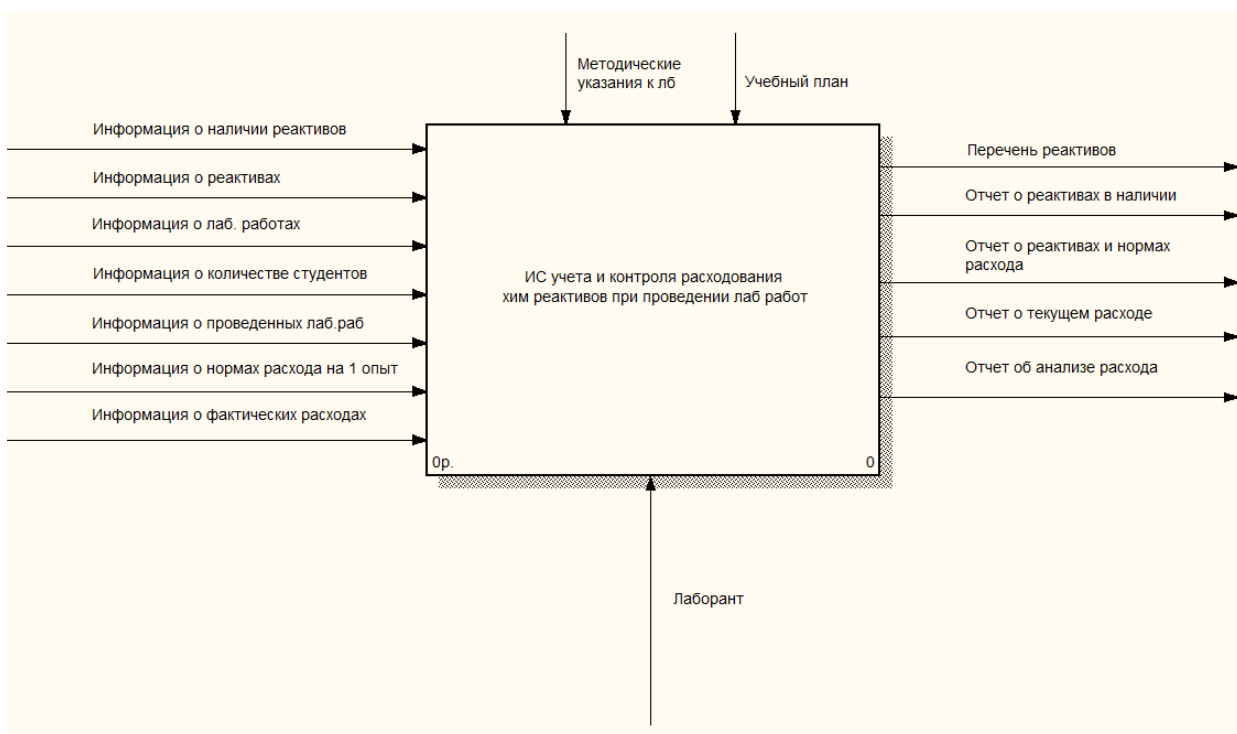 Методические
указания к лб
Учебный план
Информация о наличии реактивов
Информация о реактивах
Информация о лаб. работах
Информация о количестве студентов
Информация о проведенных лаб.раб
Информация о нормах расхода на 1 опыт
Информация о фактических расходах
ИС учета и контроля расходования
хим реактивов при проведении лаб работ
0р.
0
Перечень реактивов
Отчет о реактивах в наличии
Отчет о реактивах и нормах
расхода
Отчет о текущем расходе
Отчет об анализе расхода
Лаборант